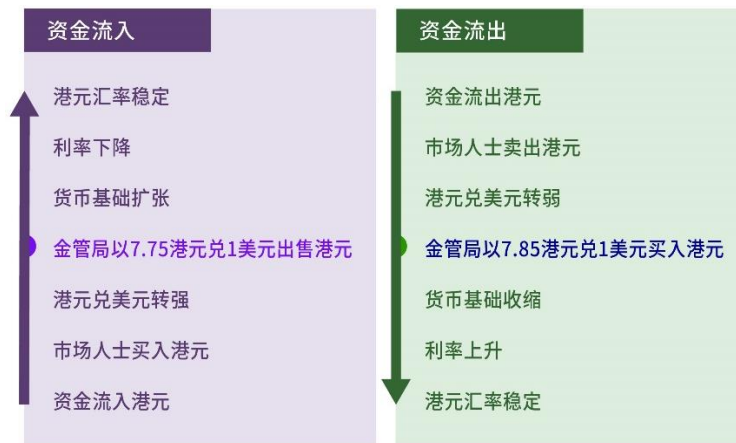 资金流入
港元汇率稳定
利率下降
货币基础扩张
金管局以7.75港元兑1美元出售港元
港元兑美元转强
市场人士买入港元
资金流入港元
资金流出
资金流出港元
市场人士卖出港元
港元兑美元转弱
金管局以7.85港元兑1美元买入港元
货币基础收缩
利率上升
港元汇率稳定